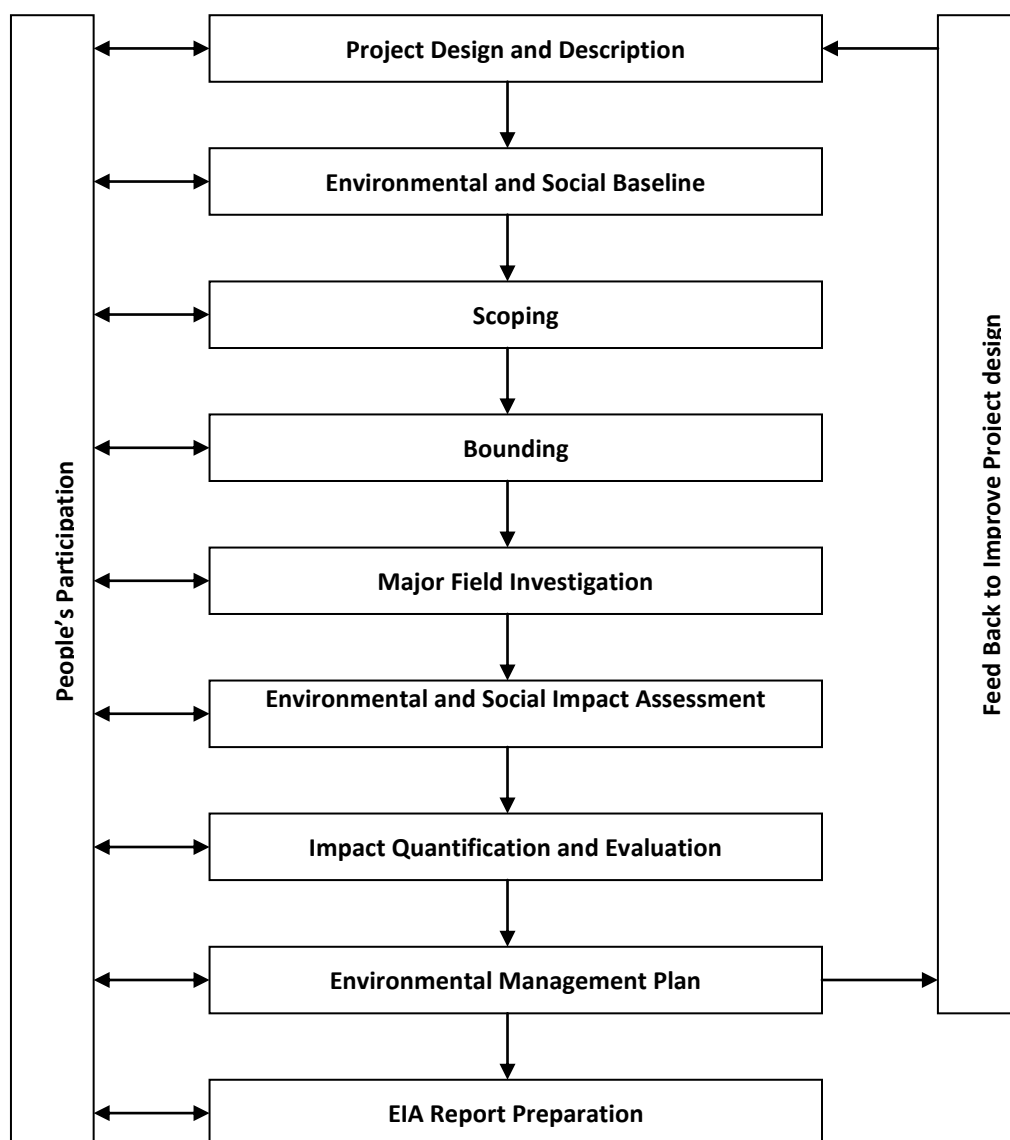 Project Design and Description
Environmental and Social Baseline
Scoping
Bounding
Major Field Investigation
Environmental and Social Impact Assessment
Impact Quantification and Evaluation
Environmental Management Plan
EIA Report Preparation
People's Participation
Feed Back to Improve Project design